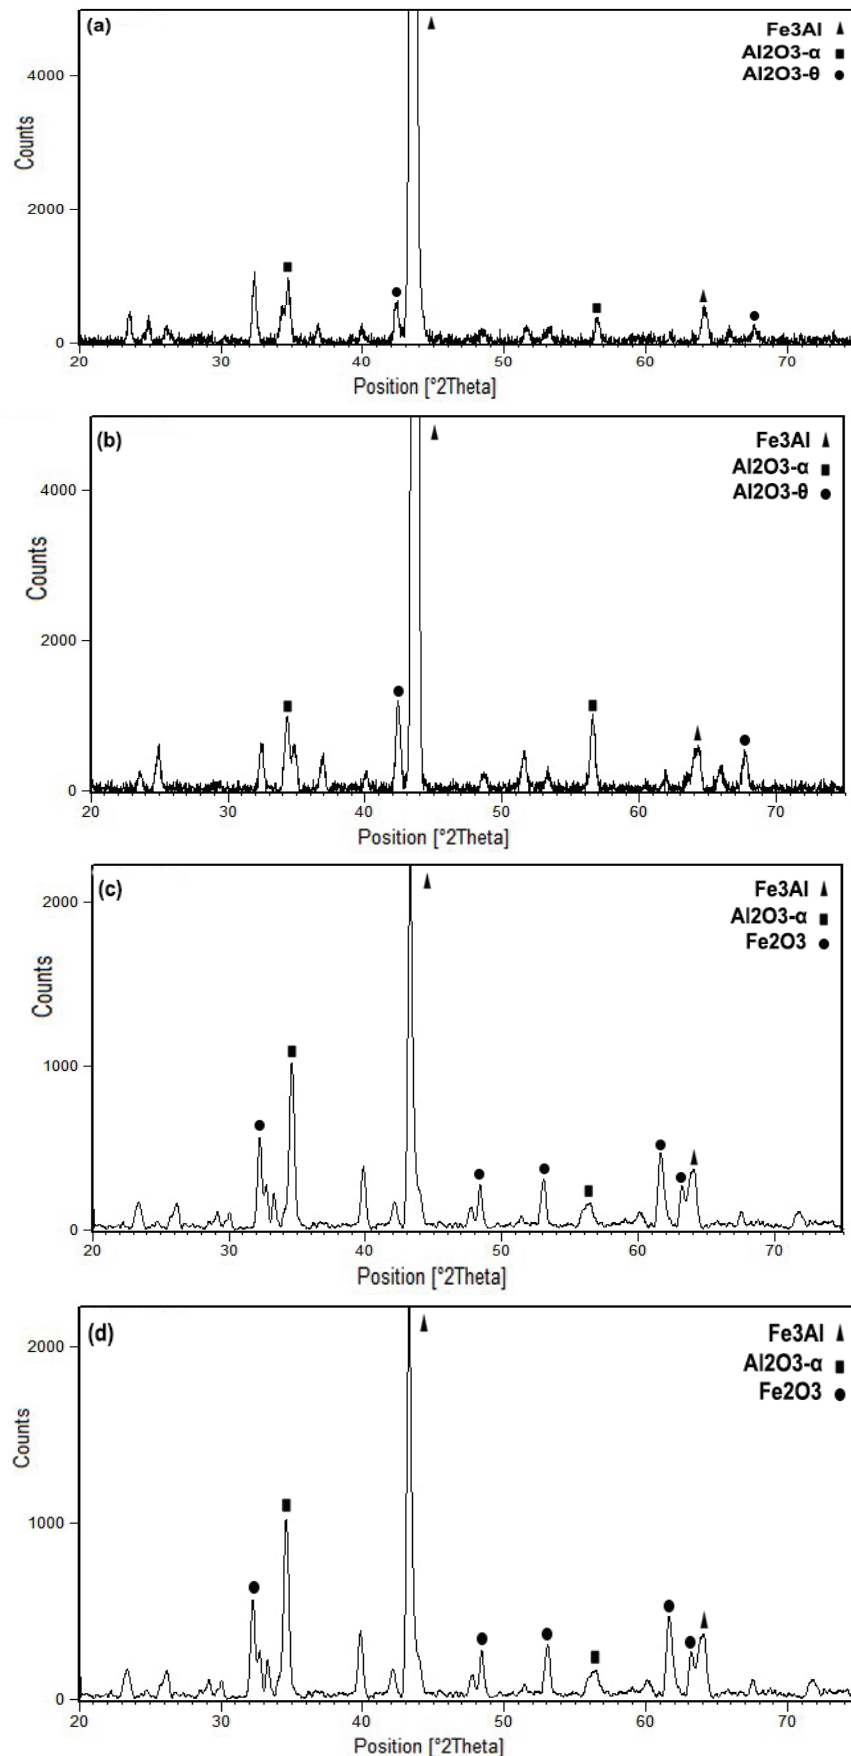 (a)
Fe3Al ▲
Al2O3-α ■
Al2O3-θ ●
Counts
4000
2000
0
20 30 40 50 60 70
Position [°2Theta]
(b)
Fe3Al ▲
Al2O3-α ■
Al2O3-θ ●
Counts
4000
2000
0
20 30 40 50 60 70
Position [°2Theta]
(c)
Fe3Al ▲
Al2O3-α ■
Fe2O3 ●
Counts
2000
1000
0
20 30 40 50 60 70
Position [°2Theta]
(d)
Fe3Al ▲
Al2O3-α ■
Fe2O3 ●
Counts
2000
1000
0
20 30 40 50 60 70
Position [°2Theta]